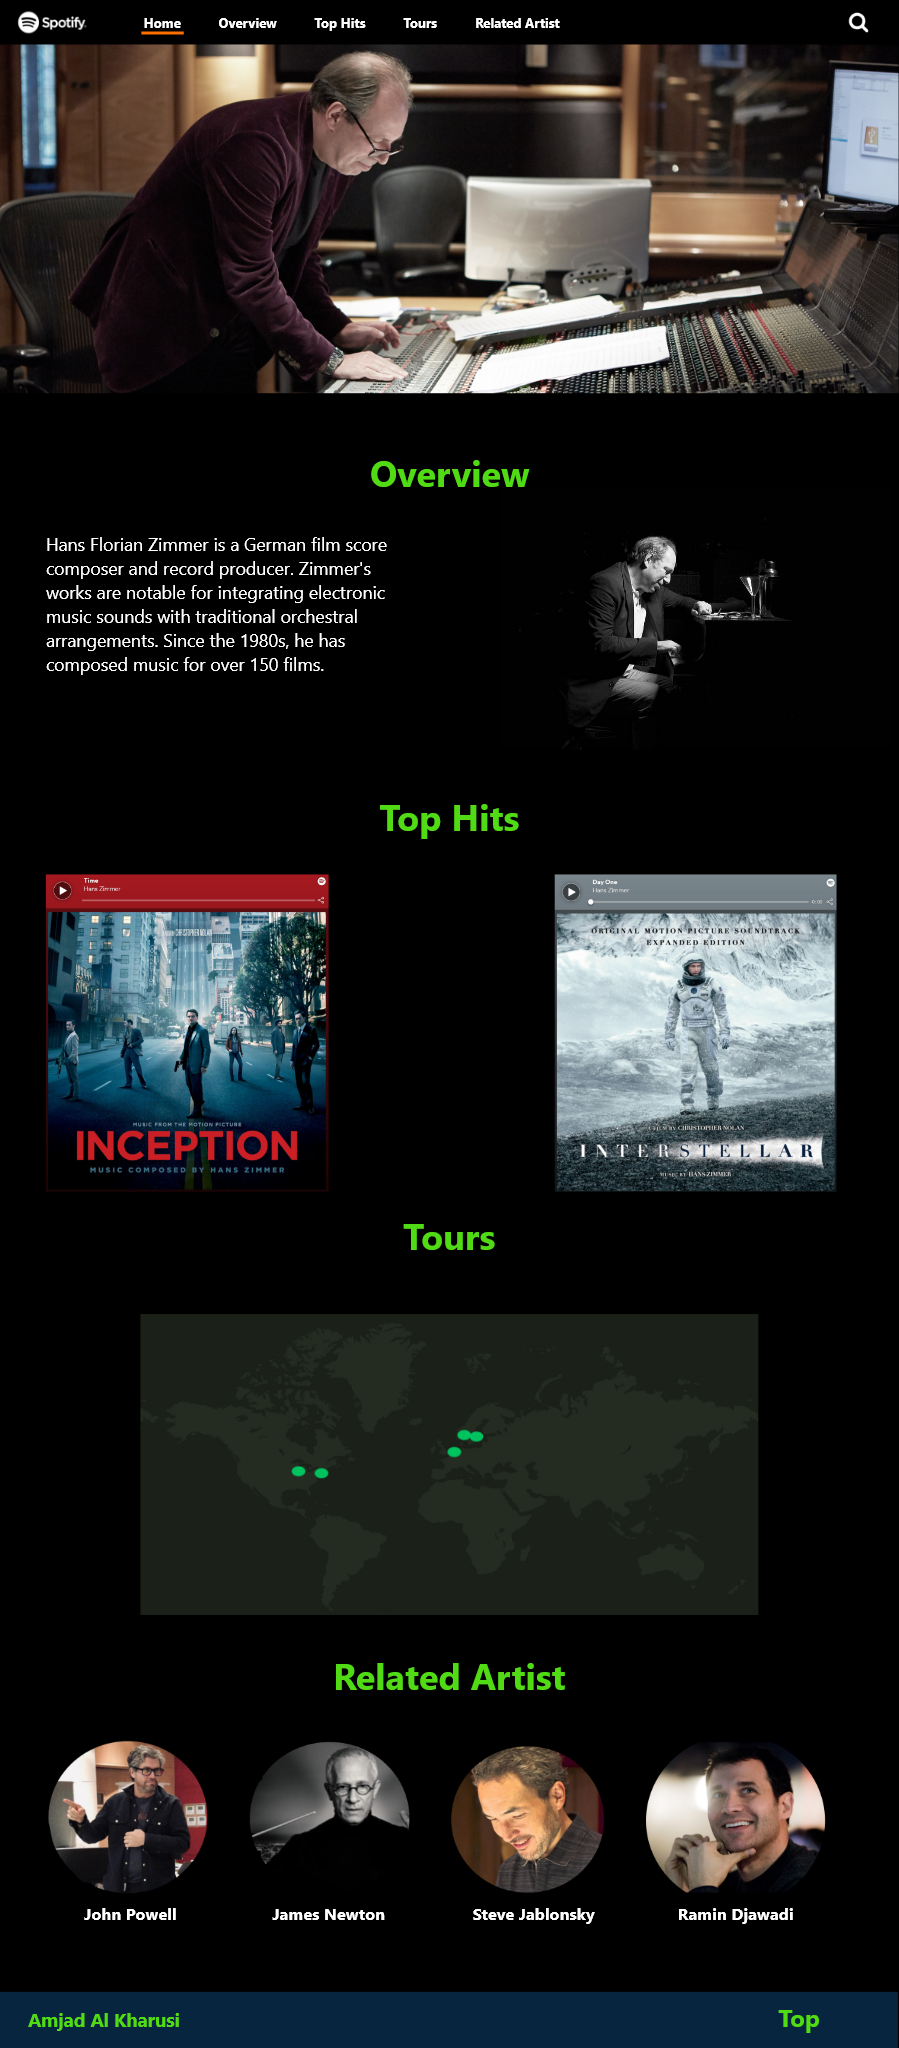 Spotify
Home
Overview
Top Hits
Tours
Related Artist
Overview
Hans Florian Zimmer is a German film score
composer and record producer. Zimmer's
works are notable for integrating electronic
music sounds with traditional orchestral
arrangements. Since the 1980s, he has
composed music for over 150 films.
Top Hits
Time
Hans Zimmer
CHRISTOPHER NOLAN
MUSIC FROM THE MOTION PICTURE
INCEPTION
MUSIC COMPOSED BY HANS ZIMMER
Day One
Hans Zimmer
0:00
ORIGINAL MOTION PICTURE SOUNDTRACK
EXPANDED EDITION
A FILM BY CHRISTOPHER NOLAN
INTERSTELLAR
MUSIC BY HANS ZIMMER
Tours
Related Artist
John Powell
James Newton
Steve Jablonsky
Ramin Djawadi
Amjad Al Kharusi
Top